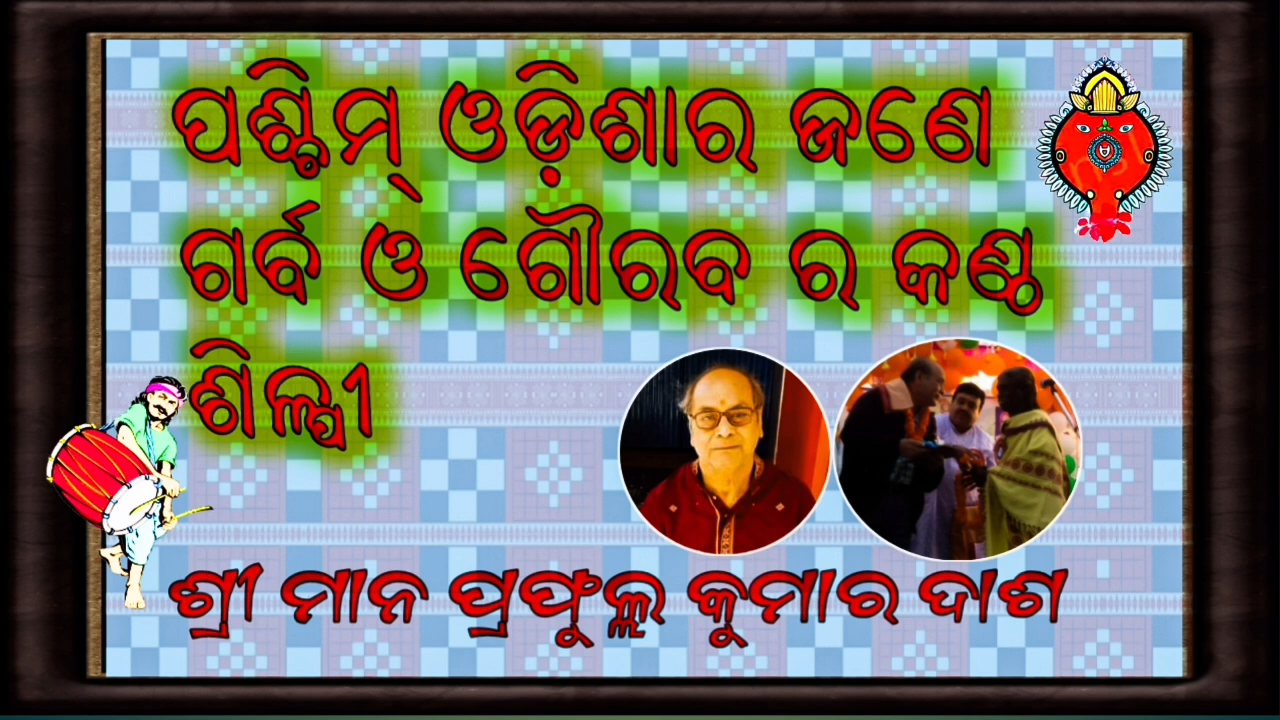 ପଶ୍ଚିମ୍ ଓଡ଼ିଶାର ଜଣେ
ଗର୍ବ ଓ ଗୌରବ ର କଣ୍ଠ
ଶିଳ୍ପୀ
ଶ୍ରୀ ମାନ ପ୍ରଫୁଲ୍ଲ କୁମାର ଦାଶ